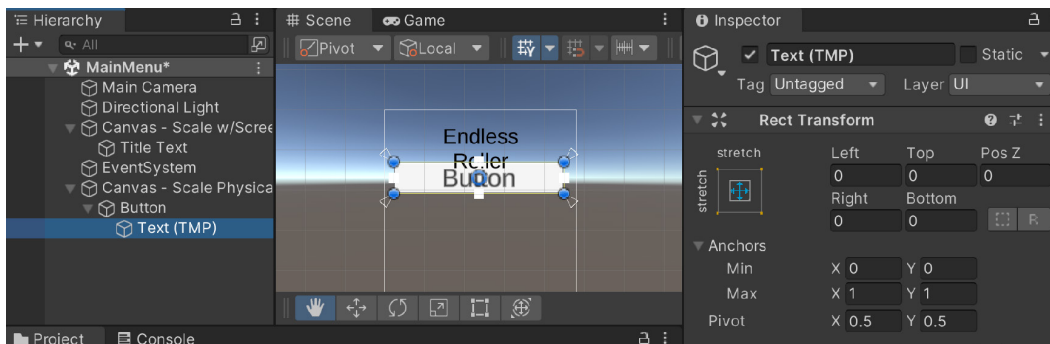 Hierarchy
All
MainMenu*
Main Camera
Directional Light
Canvas - Scale w/Scree
Title Text
EventSystem
Canvas - Scale Physica
Button
Text (TMP)
Project
Console
Scene
Game
Pivot
Local
Endless
Roller
Button
Inspector
Text (TMP)
Static
Tag Untagged
Layer UI
Rect Transform
stretch
stretch
Left Top Pos Z
0 0 0
Right Bottom
0 0
R
Anchors
Min X 0 Y 0
Max X 1 Y 1
Pivot X 0.5 Y 0.5